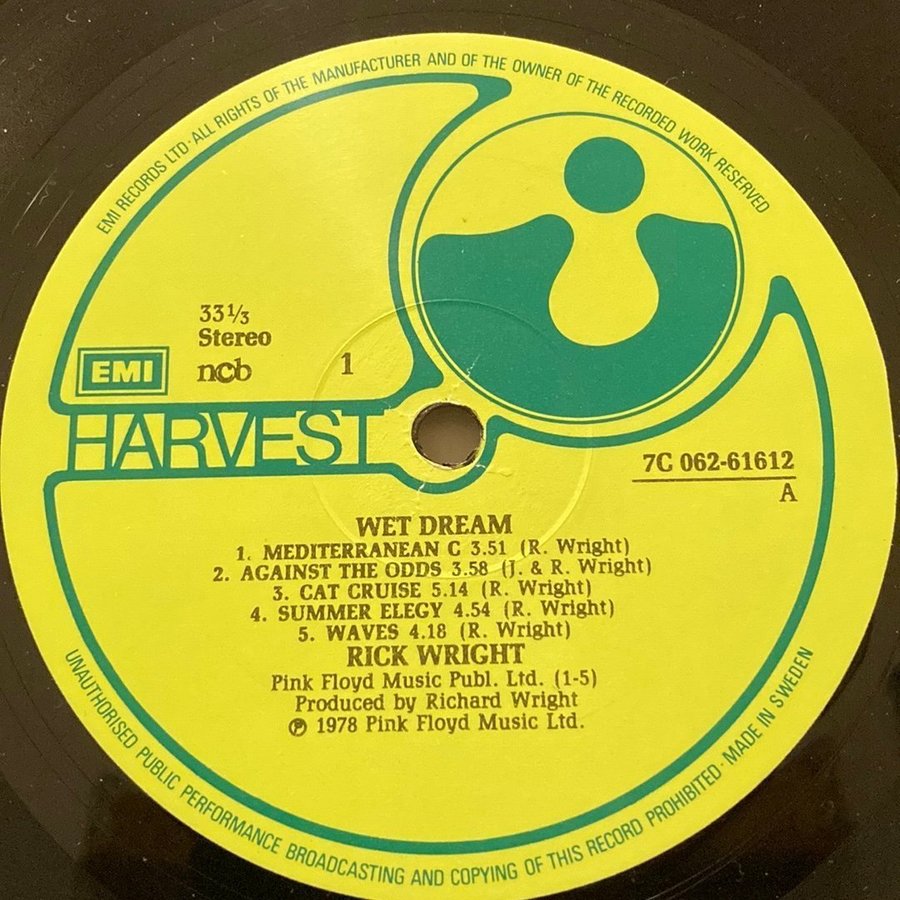 EMI RECORDS LTD · ALL RIGHTS OF THE MANUFACTURER AND OF THE OWNER OF THE RECORDED WORK RESERVED
33⅓
Stereo
EMI
ncb
1
HARVEST
7C 062-61612
A
WET DREAM
1. MEDITERRANEAN C 3.51 (R. Wright)
2. AGAINST THE ODDS 3.58 (J. & R. Wright)
3. CAT CRUISE 5.14 (R. Wright)
4. SUMMER ELEGY 4.54 (R. Wright)
5. WAVES 4.18 (R. Wright)
RICK WRIGHT
Pink Floyd Music Publ. Ltd. (1-5)
Produced by Richard Wright
℗ 1978 Pink Floyd Music Ltd.
UNAUTHORISED PUBLIC PERFORMANCE BROADCASTING AND COPYING OF THIS RECORD PROHIBITED · MADE IN SWEDEN